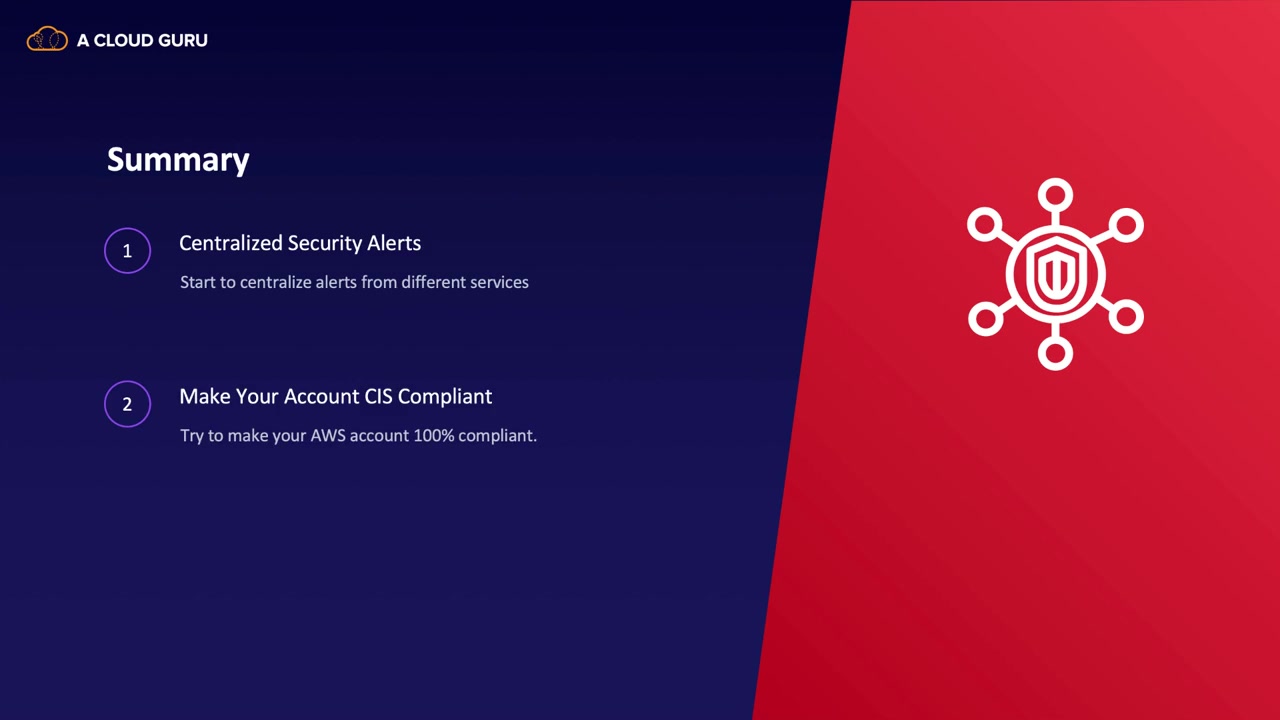 A CLOUD GURU
Summary
1
Centralized Security Alerts
Start to centralize alerts from different services
2
Make Your Account CIS Compliant
Try to make your AWS account 100% compliant.